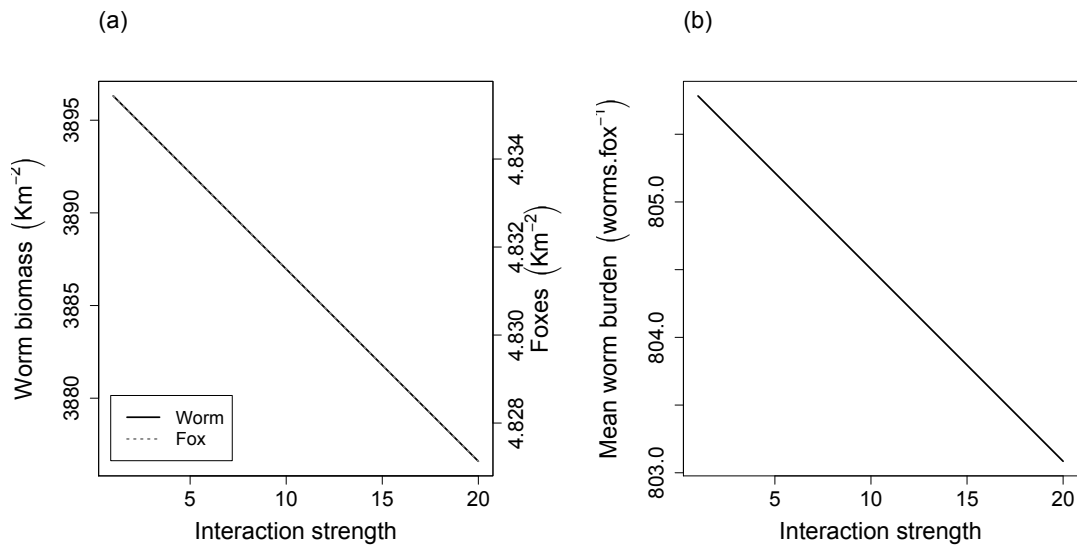 (a)
Worm biomass (Km⁻²)
3880
3885
3890
3895
4.828
4.830
4.832
4.834
Foxes (Km⁻²)
Worm
Fox
5
10
15
20
Interaction strength
(b)
Mean worm burden (worms.fox⁻¹)
803.0
804.0
805.0
5
10
15
20
Interaction strength